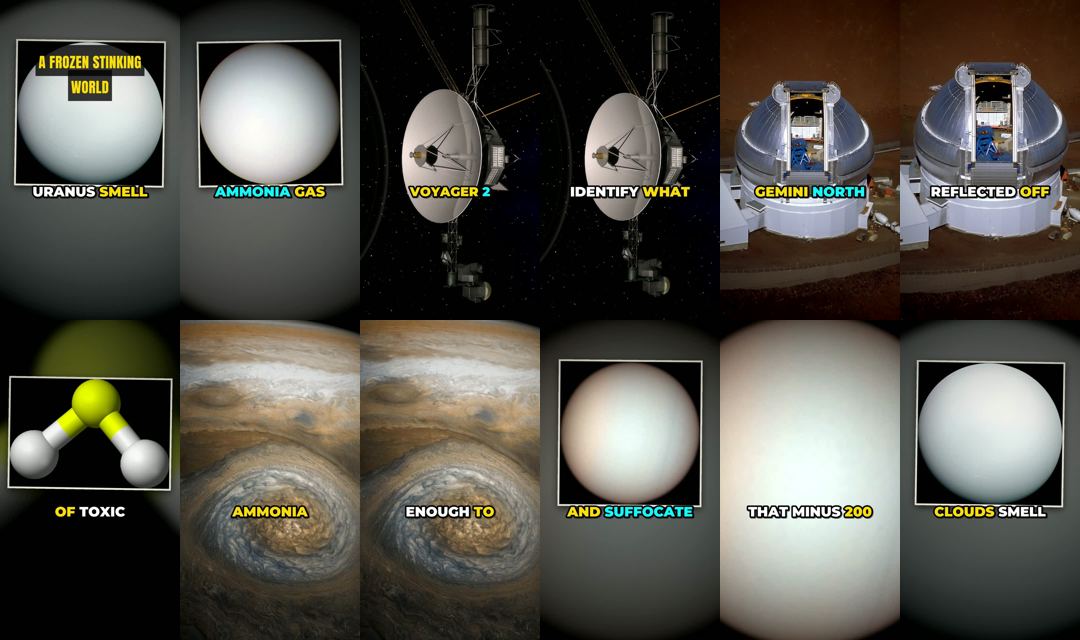 A FROZEN STINKING
WORLD
URANUS SMELL
AMMONIA GAS
VOYAGER 2
IDENTIFY WHAT
GEMINI NORTH
REFLECTED OFF
OF TOXIC
AMMONIA
ENOUGH TO
AND SUFFOCATE
THAT MINUS 200
CLOUDS SMELL